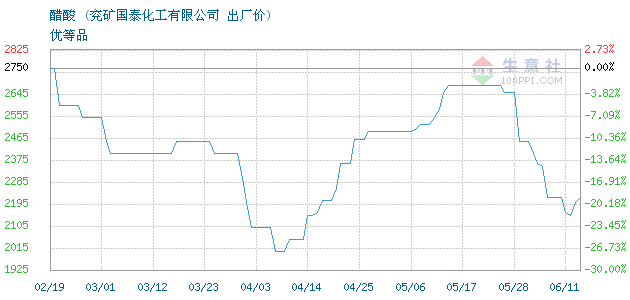 醋酸 (兖矿国泰化工有限公司 出厂价)
优等品
2825 2.73%
2750 0.00%
生意社
100PPI.COM
2645 -3.82%
2555 -7.09%
2465 -10.36%
2375 -13.64%
2285 -16.91%
2195 -20.18%
2105 -23.45%
2015 -26.73%
1925 -30.00%
02/19 03/01 03/12 03/23 04/03 04/14 04/25 05/06 05/17 05/28 06/11